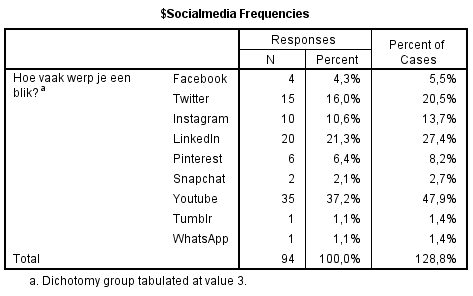 $Socialmedia Frequencies
Responses Percent of
N Percent Cases
Hoe vaak werp je een Facebook 4 4,3% 5,5%
blik?a Twitter 15 16,0% 20,5%
Instagram 10 10,6% 13,7%
LinkedIn 20 21,3% 27,4%
Pinterest 6 6,4% 8,2%
Snapchat 2 2,1% 2,7%
Youtube 35 37,2% 47,9%
Tumblr 1 1,1% 1,4%
WhatsApp 1 1,1% 1,4%
Total 94 100,0% 128,8%
a. Dichotomy group tabulated at value 3.